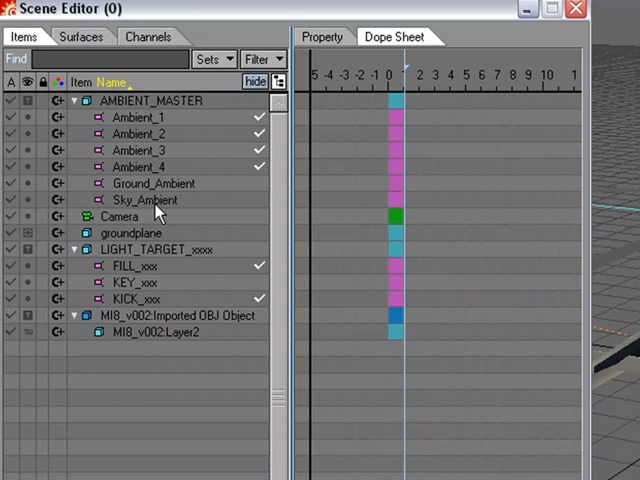 Scene Editor (0)
Items Surfaces Channels Property Dope Sheet
Find Sets Filter
A Item Name hide
5 -4 -3 -2 -1 0 2 3 4 5 6 7 8 9 10 1
AMBIENT_MASTER
Ambient_1
Ambient_2
Ambient_3
Ambient_4
Ground_Ambient
Sky_Ambient
Camera
groundplane
LIGHT_TARGET_xxxx
FILL_xxx
KEY_xxx
KICK_xxx
MI8_v002:Imported OBJ Object
MI8_v002:Layer2